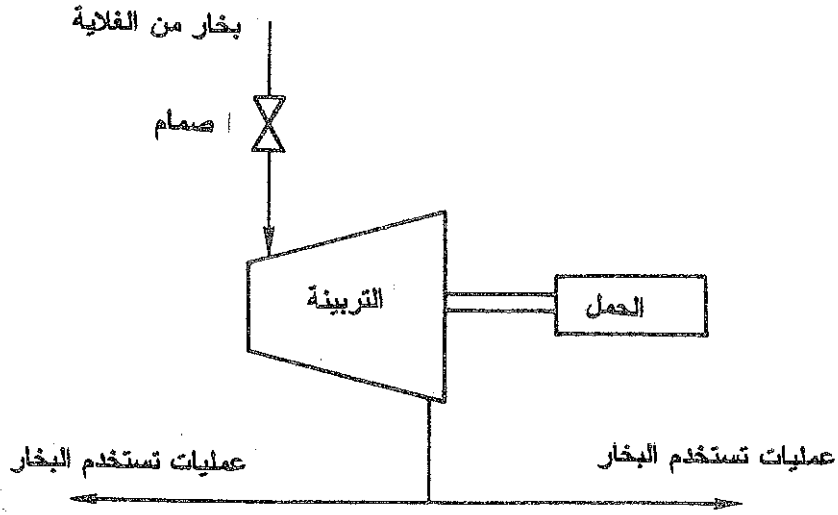 بخار من الغلاية
صمام
التربينة
الحمل
عمليات تستخدم البخار
عمليات تستخدم البخار